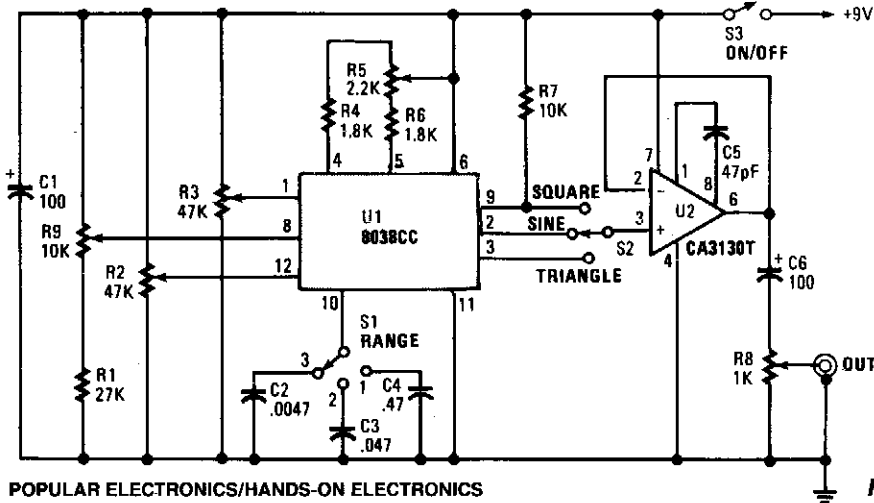 +9V
S3
ON/OFF
R5
2.2K
R4
1.8K
R6
1.8K
R7
10K
C5
47pF
4
5
6
7
1
8
+
C1
100
R3
47K
1
9
SQUARE
2
−
6
R9
10K
8
U1
8038CC
2
SINE
3
+
U2
S2
CA3130T
R2
47K
12
3
TRIANGLE
4
C6
+
100
10
11
S1
RANGE
3
2
1
R1
27K
C2
.0047
C3
.047
C4
.47
R8
1K
OUT
POPULAR ELECTRONICS/HANDS-ON ELECTRONICS